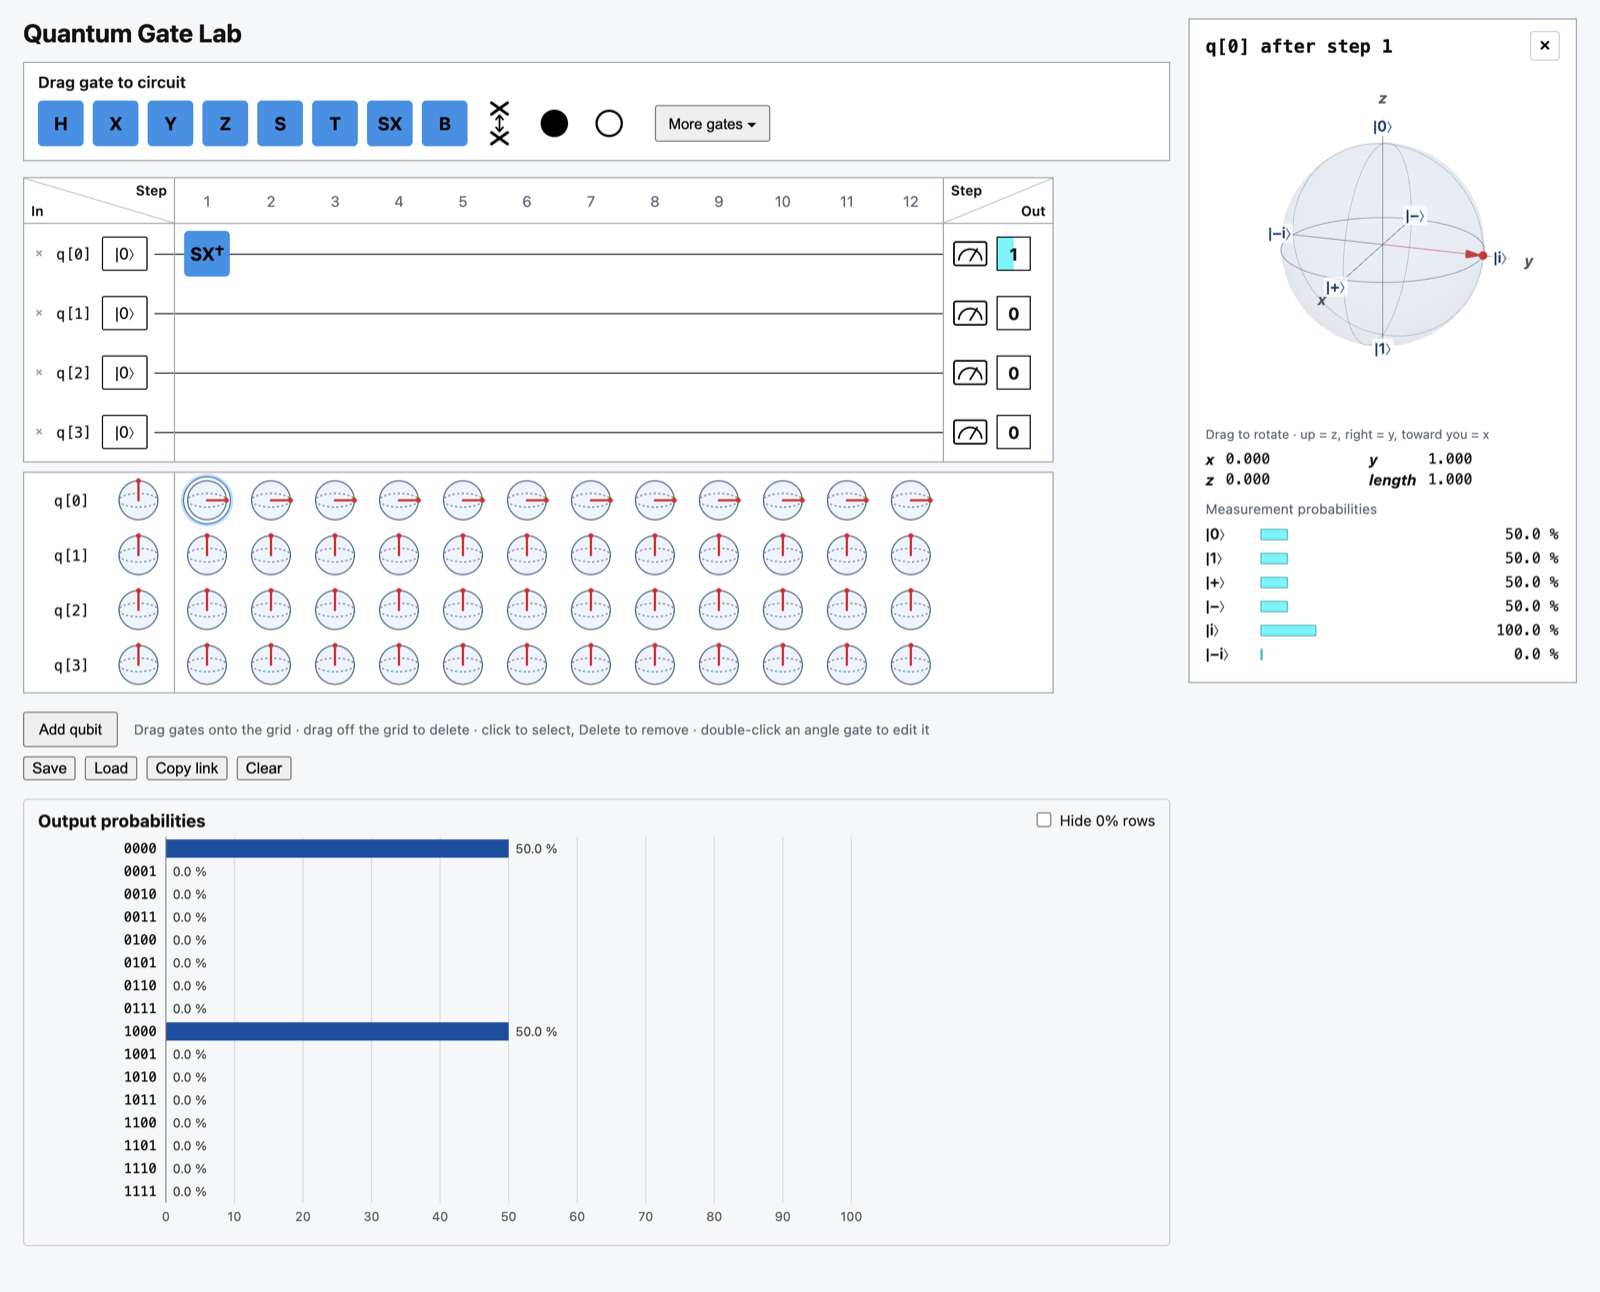 Quantum Gate Lab
Drag gate to circuit
H X Y Z S T SX B More gates
Step 1 2 3 4 5 6 7 8 9 10 11 12 Step
In Out
× q[0] |0⟩ SX† 1
× q[1] |0⟩ 0
× q[2] |0⟩ 0
× q[3] |0⟩ 0
q[0]
q[1]
q[2]
q[3]
Add qubit Drag gates onto the grid · drag off the grid to delete · click to select, Delete to remove · double-click an angle gate to edit it
Save Load Copy link Clear
Output probabilities Hide 0% rows
0000 50.0 %
0001 0.0 %
0010 0.0 %
0011 0.0 %
0100 0.0 %
0101 0.0 %
0110 0.0 %
0111 0.0 %
1000 50.0 %
1001 0.0 %
1010 0.0 %
1011 0.0 %
1100 0.0 %
1101 0.0 %
1110 0.0 %
1111 0.0 %
0 10 20 30 40 50 60 70 80 90 100
q[0] after step 1 ×
z
|0⟩
|−⟩
|−i⟩
|i⟩ y
|+⟩
x
|1⟩
Drag to rotate · up = z, right = y, toward you = x
x 0.000 y 1.000
z 0.000 length 1.000
Measurement probabilities
|0⟩ 50.0 %
|1⟩ 50.0 %
|+⟩ 50.0 %
|−⟩ 50.0 %
|i⟩ 100.0 %
|−i⟩ 0.0 %